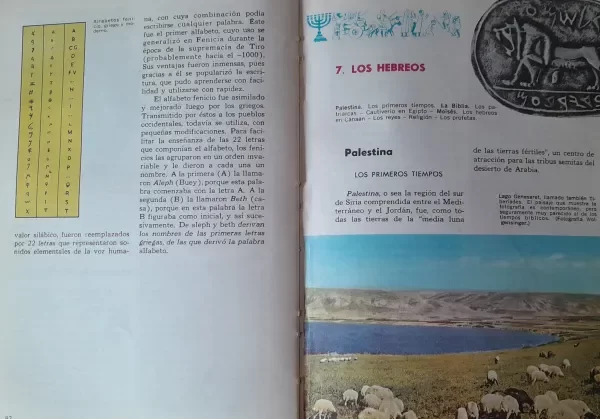 Alfabetos feni-
cio, griego y mo-
derno.
A
B
C G
D
E
F V
Z
H
I
K
L
M
N
X
O
P
Q
R
S
T
valor silábico, fueron reemplazados
por 22 letras que representaron so-
nidos elementales de la voz huma-
na, con cuya combinación podía
escribirse cualquier palabra. Éste
fue el primer alfabeto, cuyo uso se
generalizó en Fenicia durante la
época de la supremacía de Tiro
(probablemente hacia el -1000).
Sus ventajas fueron inmensas, pues
gracias a él se popularizó la escri-
tura, que pudo aprenderse con faci-
lidad y utilizarse con rapidez.
El alfabeto fenicio fue asimilado
y mejorado luego por los griegos.
Transmitido por éstos a los pueblos
occidentales, todavía se utiliza, con
pequeñas modificaciones. Para faci-
litar la enseñanza de las 22 letras
que componían el alfabeto, los feni-
cios las agruparon en un orden inva-
riable y le dieron a cada una un
nombre. A la primera (A) la llama-
ron Aleph (Buey), porque esta pala-
bra comenzaba con la letra A. A la
segunda (B) la llamaron Beth (ca-
sa), porque en esta palabra la letra
B figuraba como inicial, y así suce-
sivamente. De aleph y beth derivan
los nombres de las primeras letras
griegas, de las que derivó la palabra
alfabeto.
7. LOS HEBREOS
Palestina. Los primeros tiempos. La Biblia. Los pa-
triarcas - Cautiverio en Egipto - Moisés. Los hebreos
en Canaán - Los reyes - Religión - Los profetas.
Palestina
LOS PRIMEROS TIEMPOS
Palestina, o sea la región del sur
de Siria comprendida entre el Medi-
terráneo y el Jordán, fue, como to-
das las tierras de la "media luna
de las tierras fértiles", un centro de
atracción para las tribus semitas del
desierto de Arabia.
Lago Genesaret, llamado también Ti-
beríades. El paisaje que muestra la
fotografía es contemporáneo, pero
seguramente muy parecido al de los
tiempos bíblicos. (Fotografía